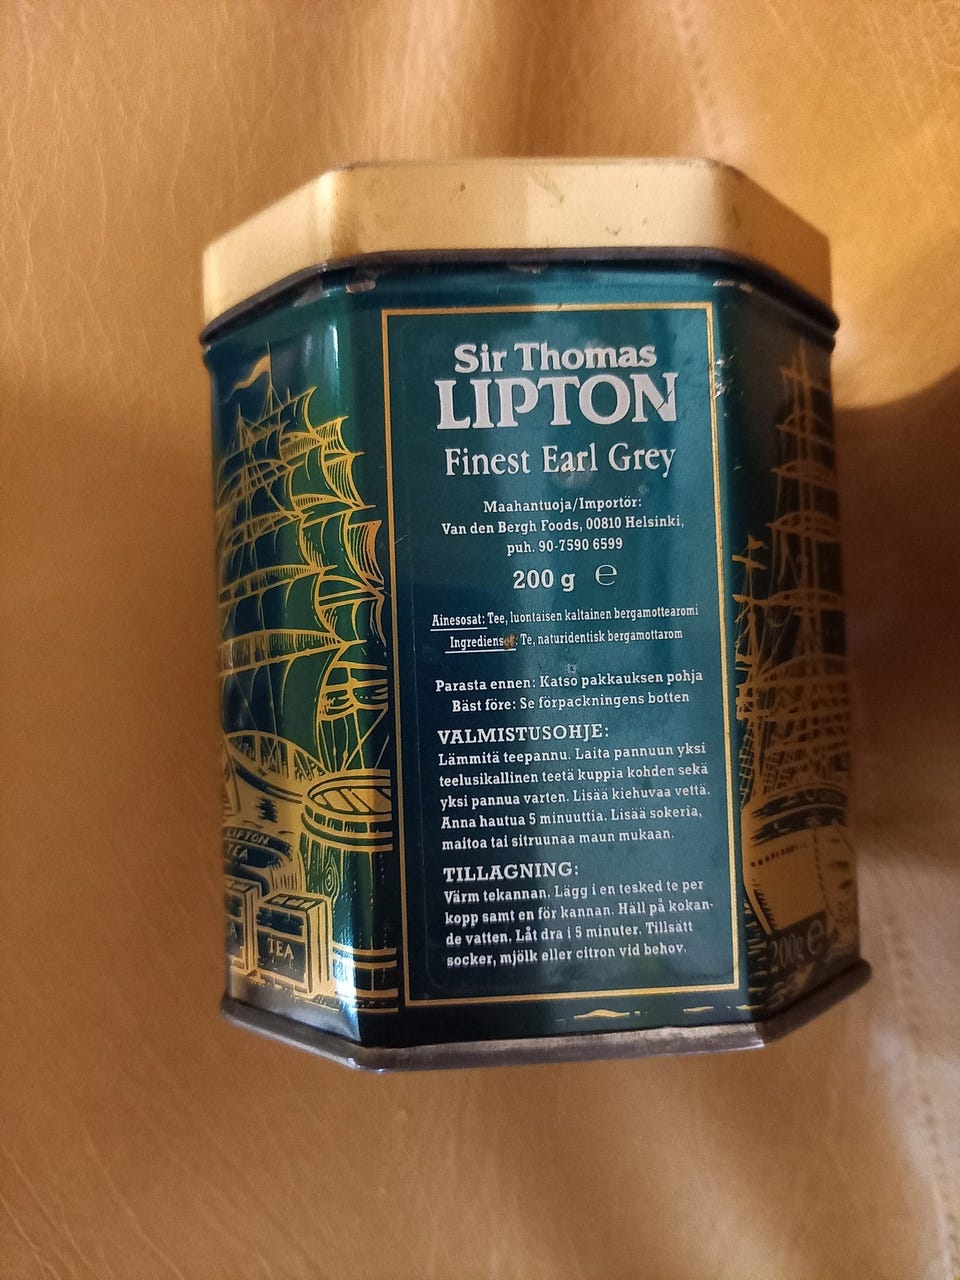 Sir Thomas
LIPTON
Finest Earl Grey
Maahantuoja/Importör:
Van den Bergh Foods, 00810 Helsinki,
puh. 90-7590 6599
200 g ℮
Ainesosat: Tee, luontaisen kaltainen bergamottearomi
Ingredienser: Te, naturidentisk bergamottarom
Parasta ennen: Katso pakkauksen pohja
Bäst före: Se förpackningens botten
VALMISTUSOHJE:
Lämmitä teepannu. Laita pannuun yksi
teelusikallinen teetä kuppia kohden sekä
yksi pannua varten. Lisää kiehuvaa vettä.
Anna hautua 5 minuuttia. Lisää sokeria,
maitoa tai sitruunaa maun mukaan.
TILLAGNING:
Värm tekannan. Lägg i en tesked te per
kopp samt en för kannan. Häll på kokan-
de vatten. Låt dra i 5 minuter. Tillsätt
socker, mjölk eller citron vid behov.
LIPTON
TEA
TEA
200g ℮